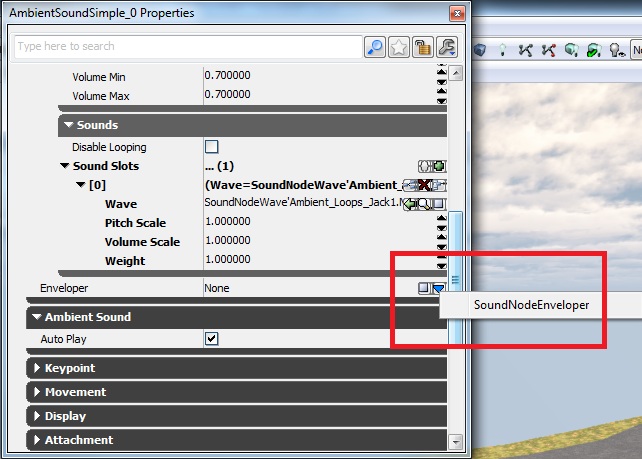 AmbientSoundSimple_0 Properties
Type here to search
Volume Min 0.700000
Volume Max 0.700000
Sounds
Disable Looping
Sound Slots ... (1)
[0] (Wave=SoundNodeWave'Ambient_
Wave SoundNodeWave'Ambient_Loops_Jack1.
Pitch Scale 1.000000
Volume Scale 1.000000
Weight 1.000000
Enveloper None
SoundNodeEnveloper
Ambient Sound
Auto Play
Keypoint
Movement
Display
Attachment